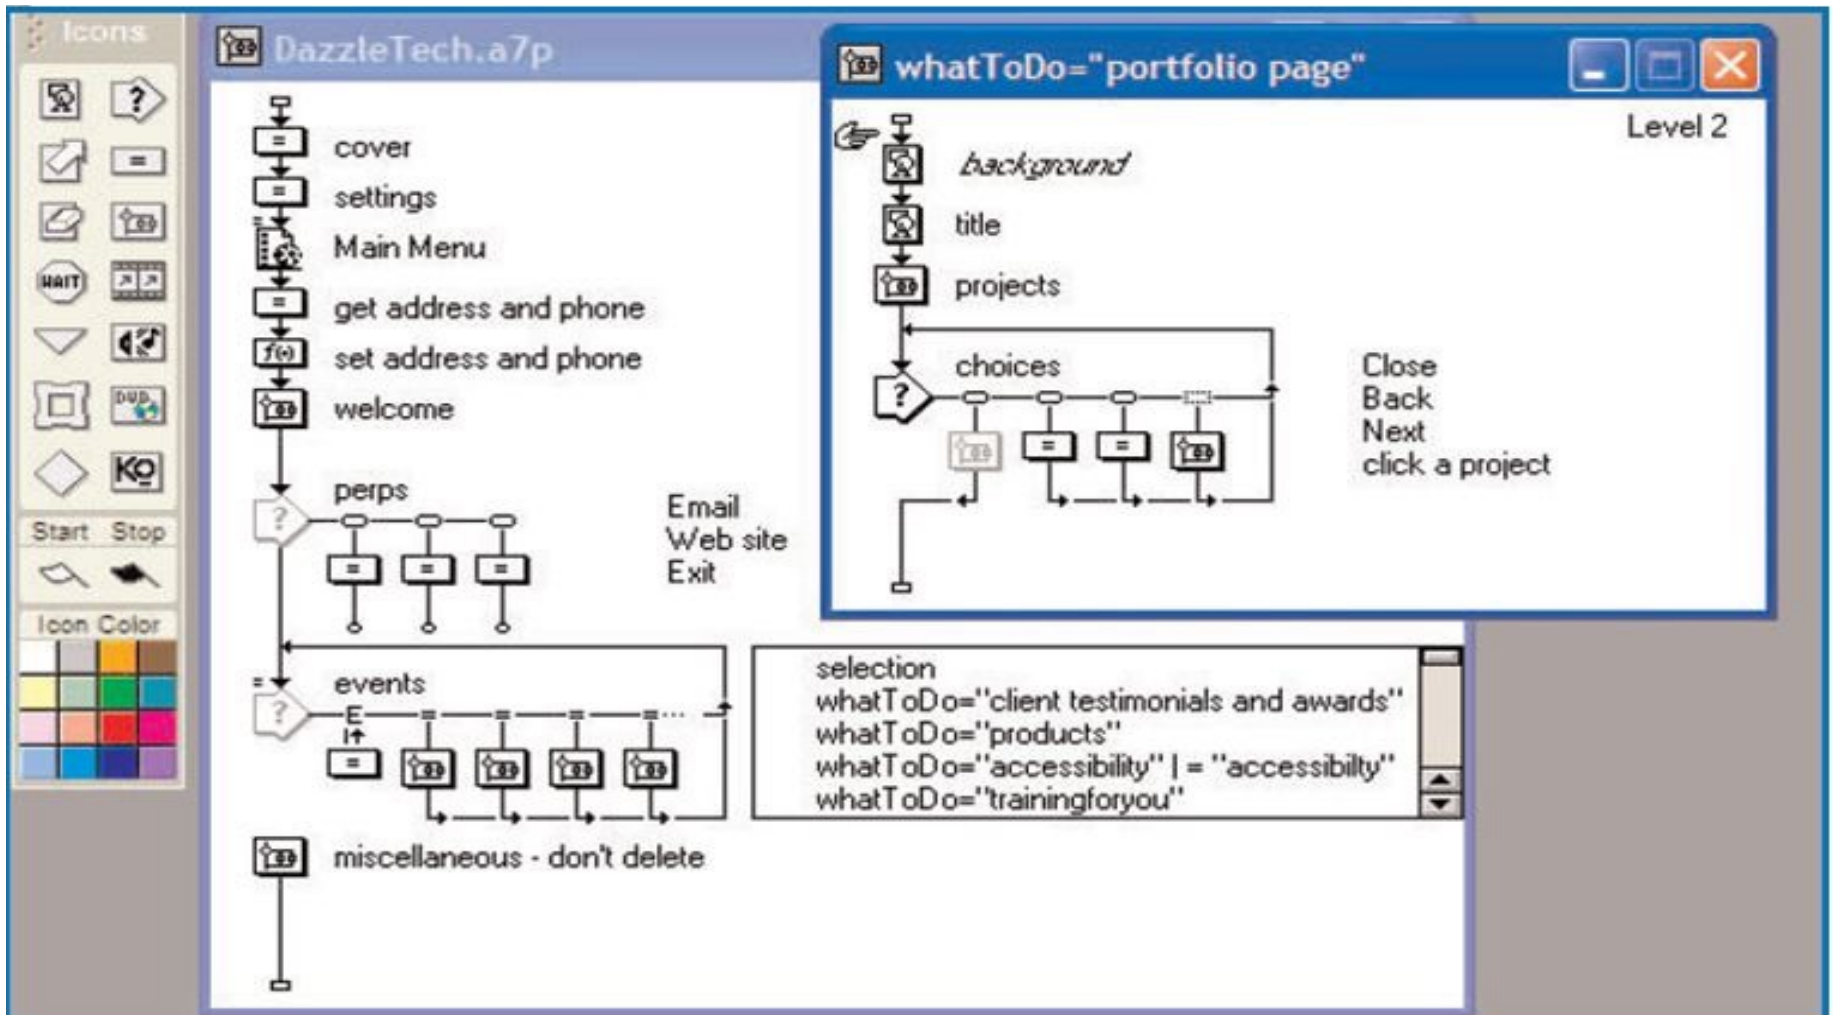 Icons
WAIT
DVD
KO
Start Stop
Icon Color
DazzleTech.a7p
cover
settings
Main Menu
get address and phone
set address and phone
welcome
perps
Email
Web site
Exit
events
E
selection
whatToDo="client testimonials and awards"
whatToDo="products"
whatToDo="accessibility" | = "accessibilty"
whatToDo="trainingforyou"
miscellaneous - don't delete
whatToDo="portfolio page"
Level 2
background
title
projects
choices
Close
Back
Next
click a project